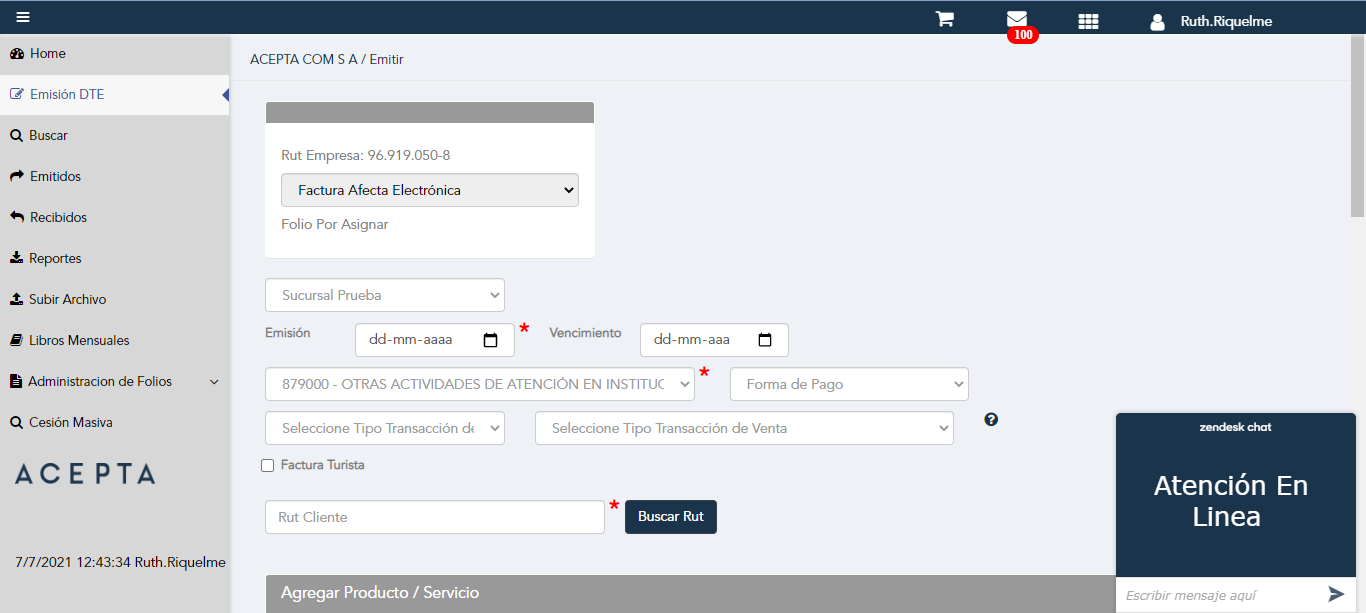 Ruth.Riquelme
100
Home
ACEPTA COM S A / Emitir
Emisión DTE
Buscar
Emitidos
Recibidos
Reportes
Subir Archivo
Libros Mensuales
Administracion de Folios
Cesión Masiva
ACEPTA
7/7/2021 12:43:34 Ruth.Riquelme
Rut Empresa: 96.919.050-8
Factura Afecta Electrónica
Folio Por Asignar
Sucursal Prueba
Emisión dd-mm-aaaa * Vencimiento dd-mm-aaa
879000 - OTRAS ACTIVIDADES DE ATENCIÓN EN INSTITUC * Forma de Pago
Seleccione Tipo Transacción de Seleccione Tipo Transacción de Venta ?
Factura Turista
Rut Cliente * Buscar Rut
Agregar Producto / Servicio
zendesk chat
Atención En
Linea
Escribir mensaje aquí